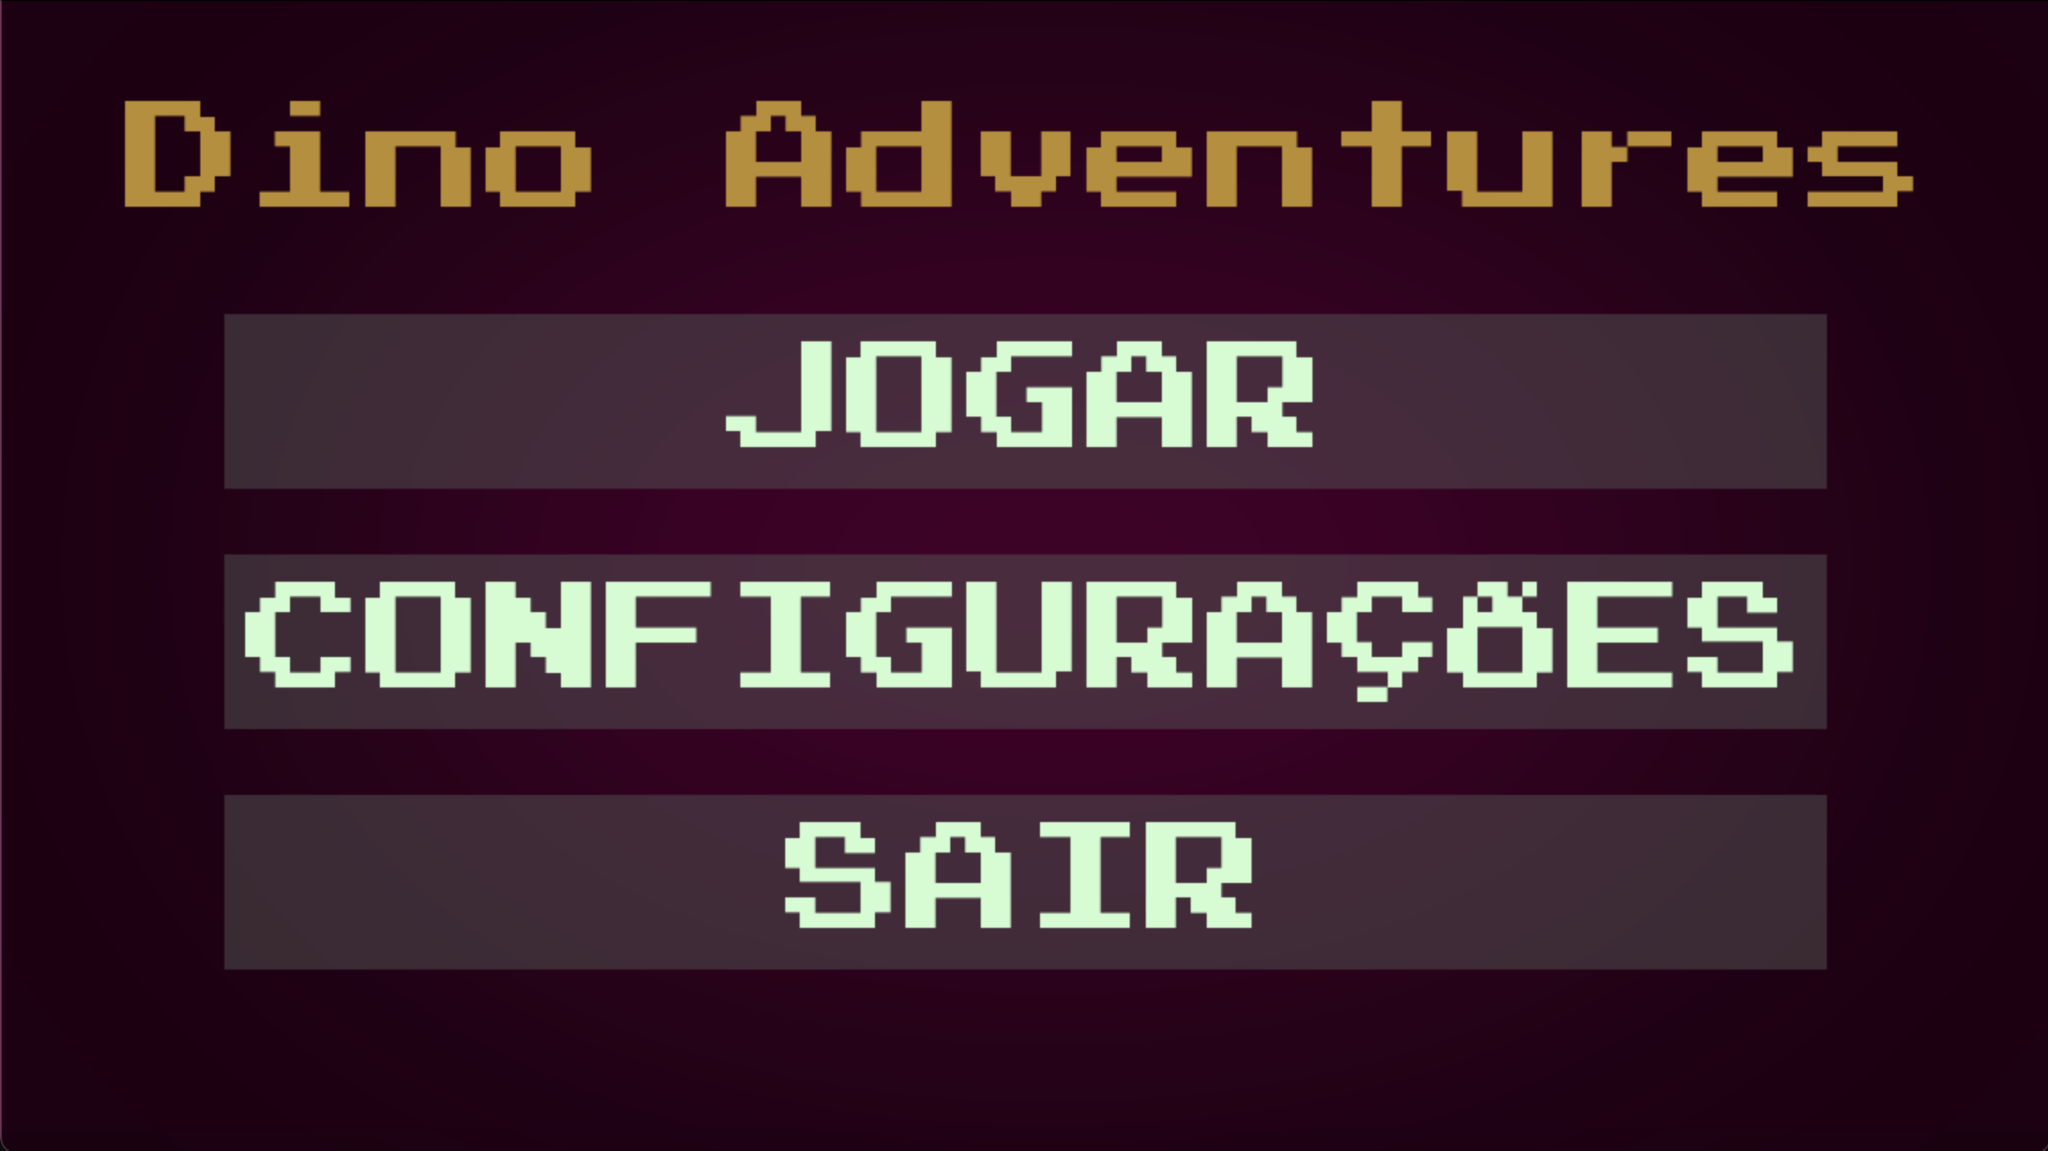 Dino Adventures
JOGAR
CONFIGURAÇÕES
SAIR